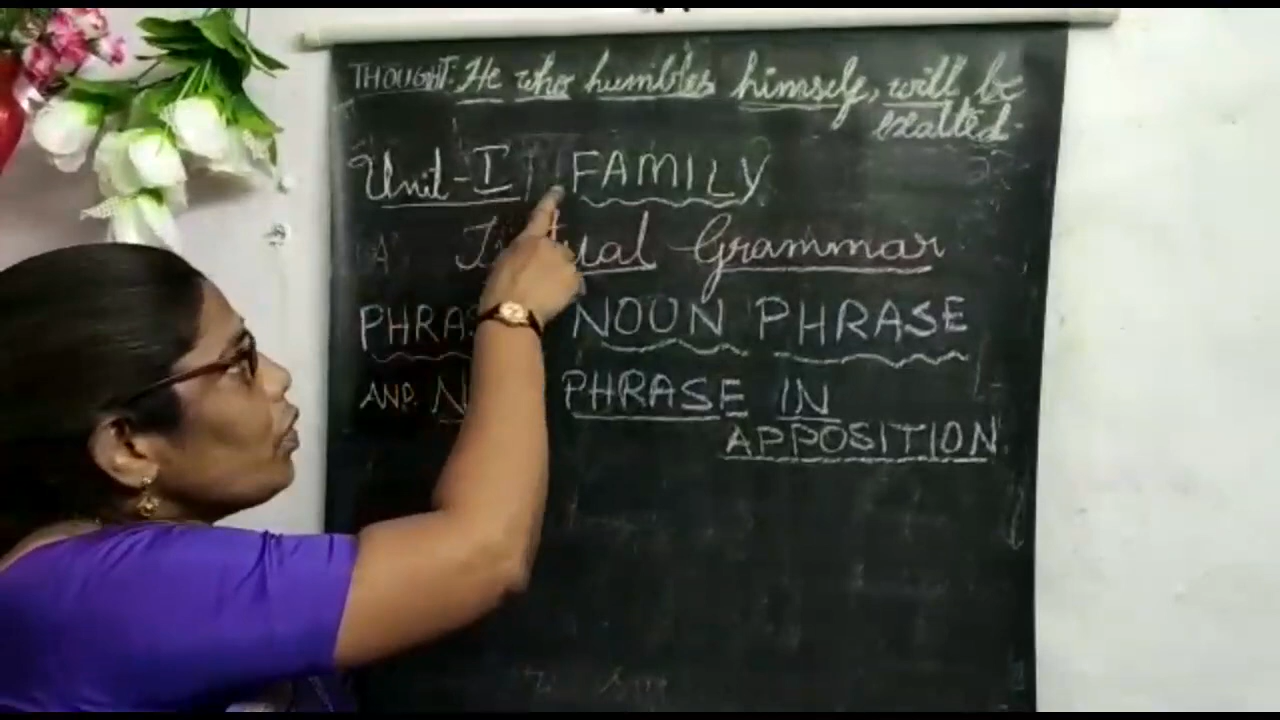 THOUGHT: He who humbles himself, will be
exalted.
Unit-I FAMILY
"A" Grammar
NOUN PHRASE
AND. PHRASE IN
APPOSITION.